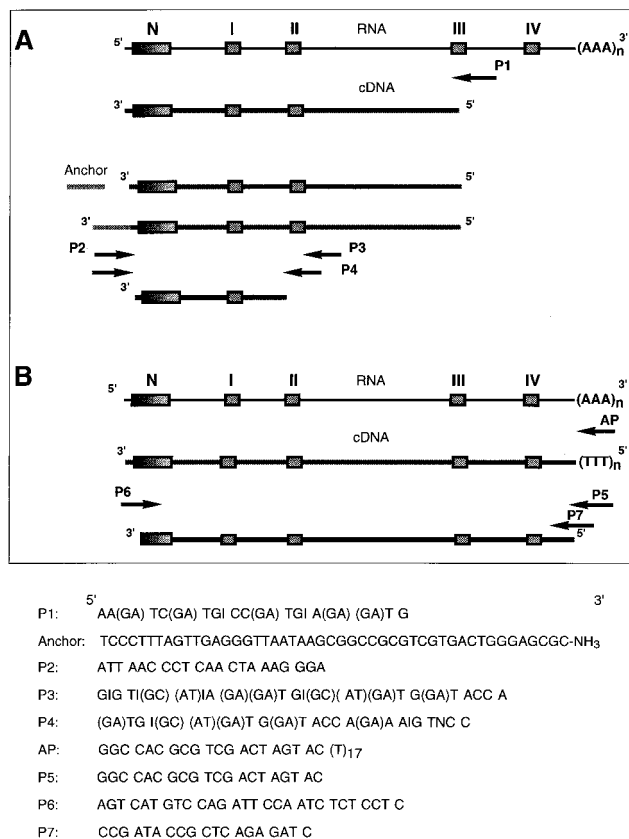 A
5' N I II RNA III IV (AAA)n 3'
P1
cDNA
3' 5'
Anchor 3' 5'
3' 5'
P2 P3
P4
3'
B
5' N I II RNA III IV (AAA)n 3'
AP
cDNA
3' (TTT)n 5'
P6 P5
P7
3' 5'
5' 3'
P1: AA(GA) TC(GA) TGI CC(GA) TGI A(GA) (GA)T G
Anchor: TCCCTTTAGTTGAGGGTTAATAAGCGGCCGCGTCGTGACTGGGAGCGC-NH3
P2: ATT AAC CCT CAA CTA AAG GGA
P3: GIG TI(GC) (AT)IA (GA)(GA)T GI(GC)( AT)(GA)T G(GA)T ACC A
P4: (GA)TG I(GC) (AT)(GA)T G(GA)T ACC A(GA)A AIG TNC C
AP: GGC CAC GCG TCG ACT AGT AC (T)17
P5: GGC CAC GCG TCG ACT AGT AC
P6: AGT CAT GTC CAG ATT CCA ATC TCT CCT C
P7: CCG ATA CCG CTC AGA GAT C